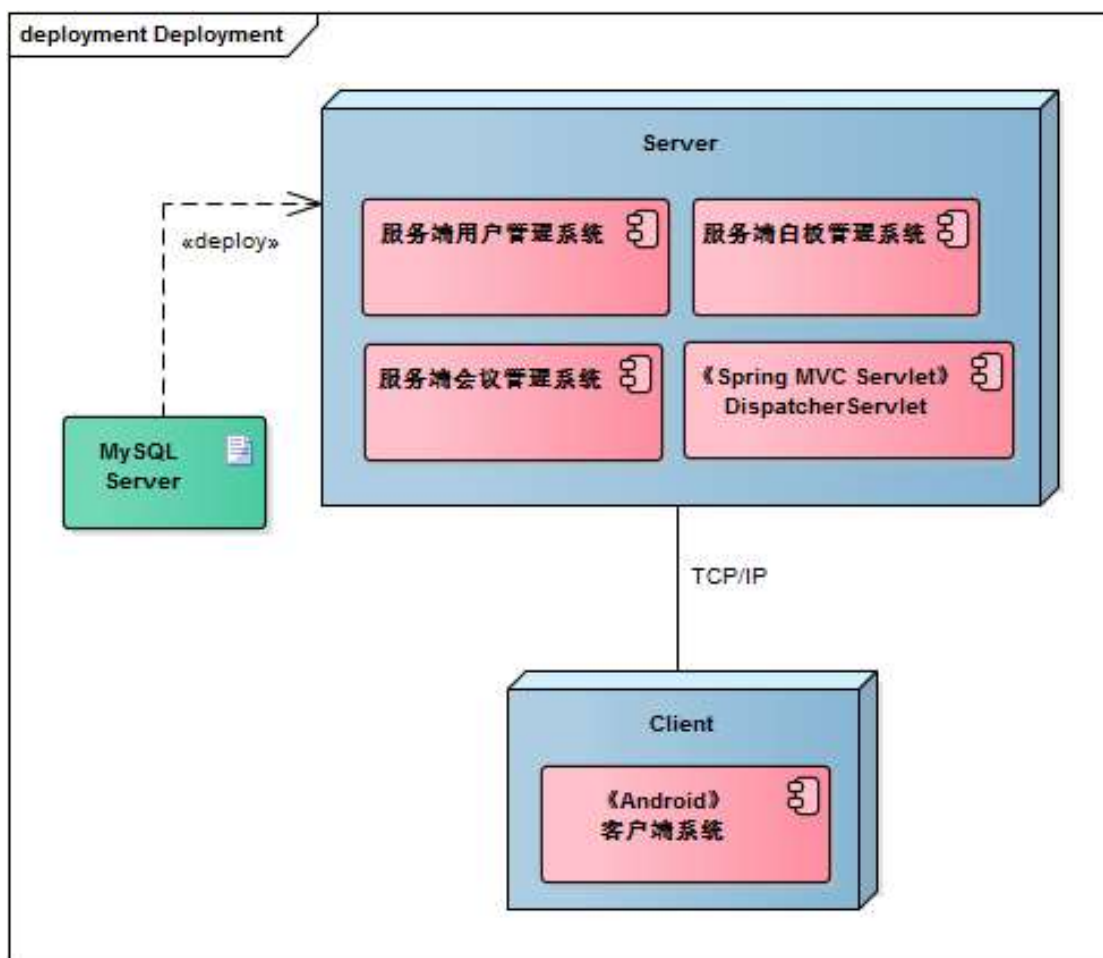 deployment Deployment
Server
服务端用户管理系统
服务端白板管理系统
«deploy»
服务端会议管理系统
《Spring MVC Servlet》
DispatcherServlet
MySQL
Server
TCP/IP
Client
《Android》
客户端系统